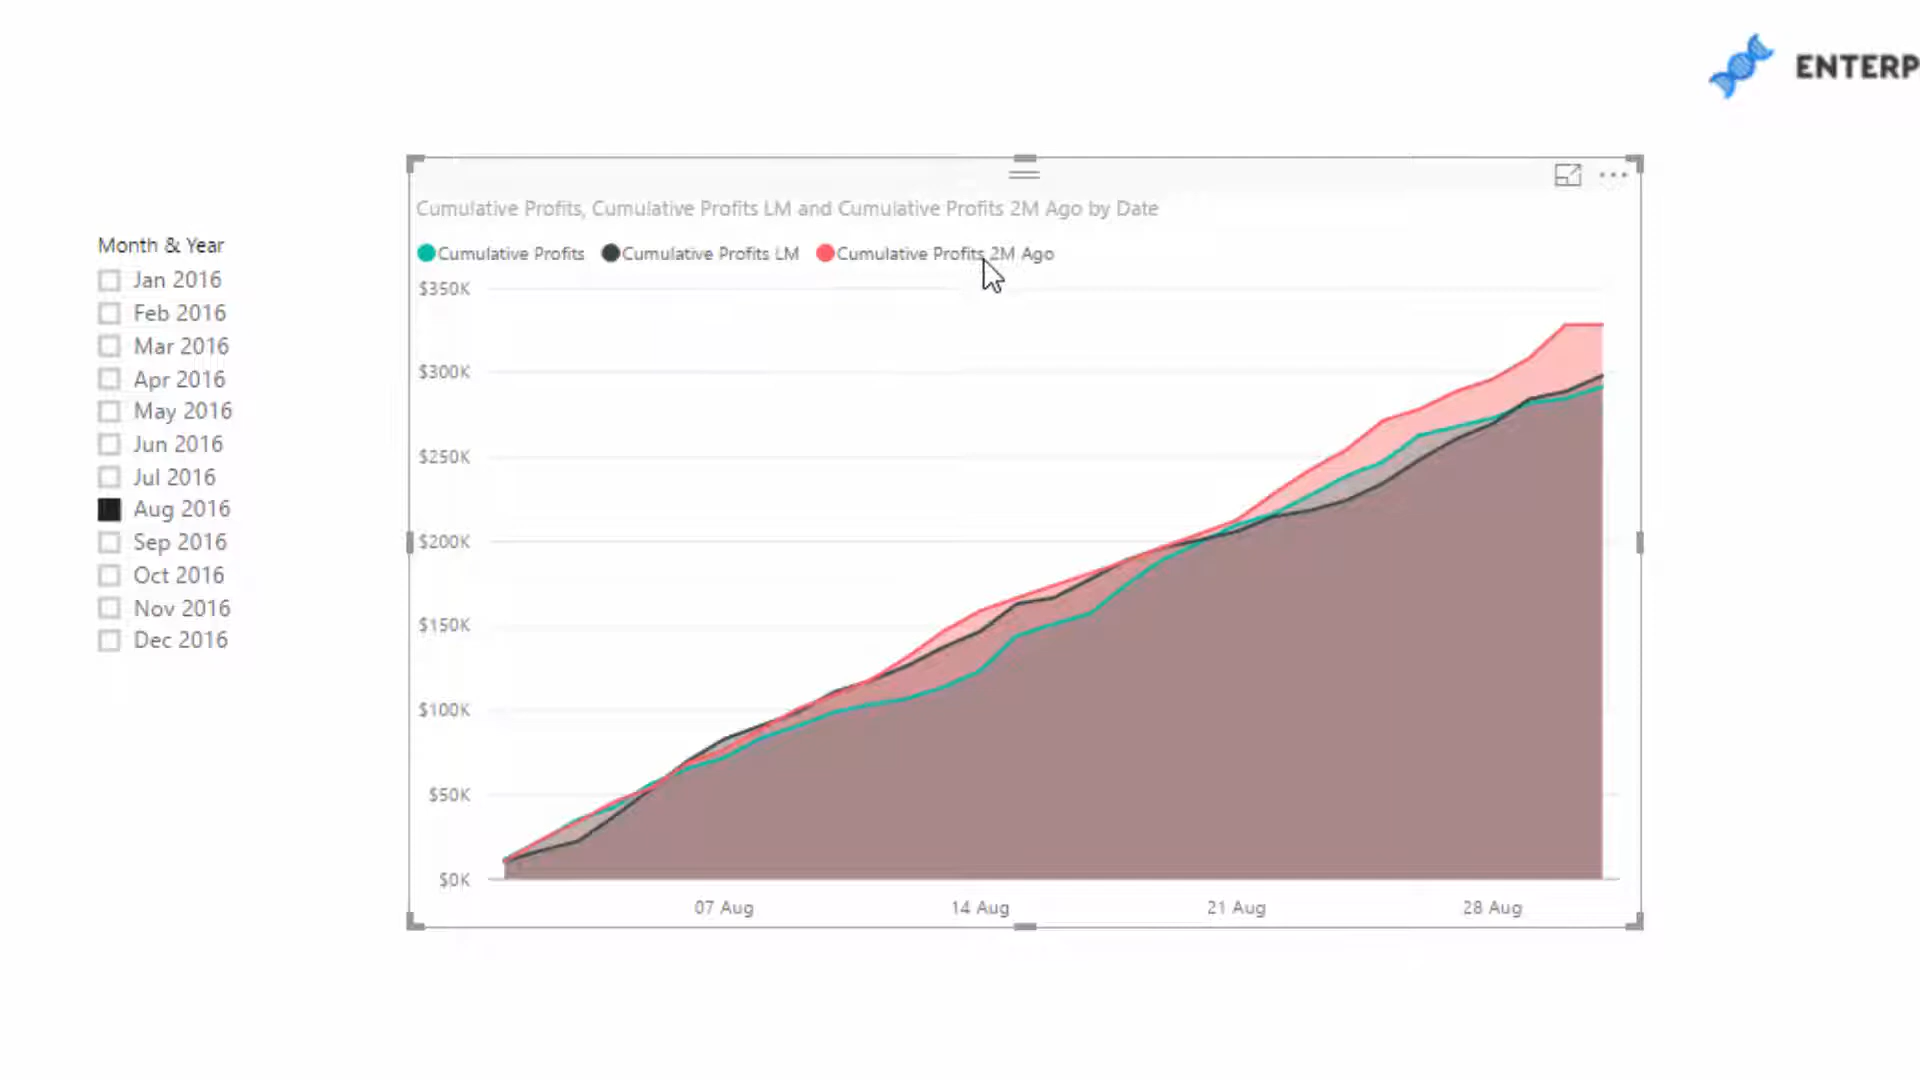 ENTERP
Cumulative Profits, Cumulative Profits LM and Cumulative Profits 2M Ago by Date
Cumulative Profits Cumulative Profits LM Cumulative Profits 2M Ago
Month & Year
Jan 2016
Feb 2016
Mar 2016
Apr 2016
May 2016
Jun 2016
Jul 2016
Aug 2016
Sep 2016
Oct 2016
Nov 2016
Dec 2016
$350K
$300K
$250K
$200K
$150K
$100K
$50K
$0K
07 Aug 14 Aug 21 Aug 28 Aug